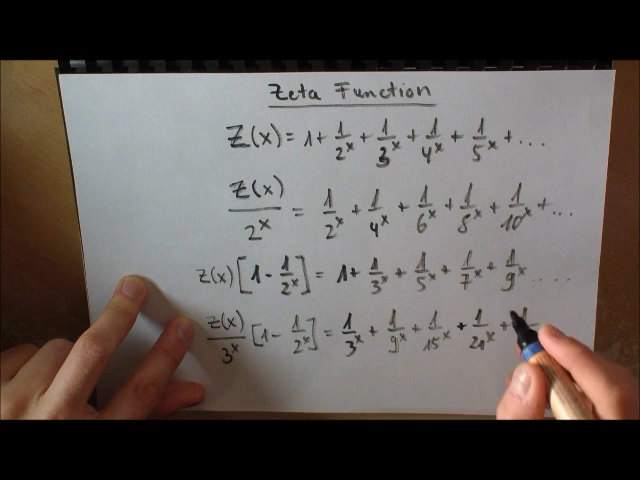 Zeta Function
Z(x) = 1 + 1/2^x + 1/3^x + 1/4^x + 1/5^x + ...
Z(x)/2^x = 1/2^x + 1/4^x + 1/6^x + 1/8^x + 1/10^x + ...
Z(x)[1 - 1/2^x] = 1 + 1/3^x + 1/5^x + 1/7^x + 1/9^x ....
Z(x)/3^x [1 - 1/2^x] = 1/3^x + 1/9^x + 1/15^x + 1/21^x + 1